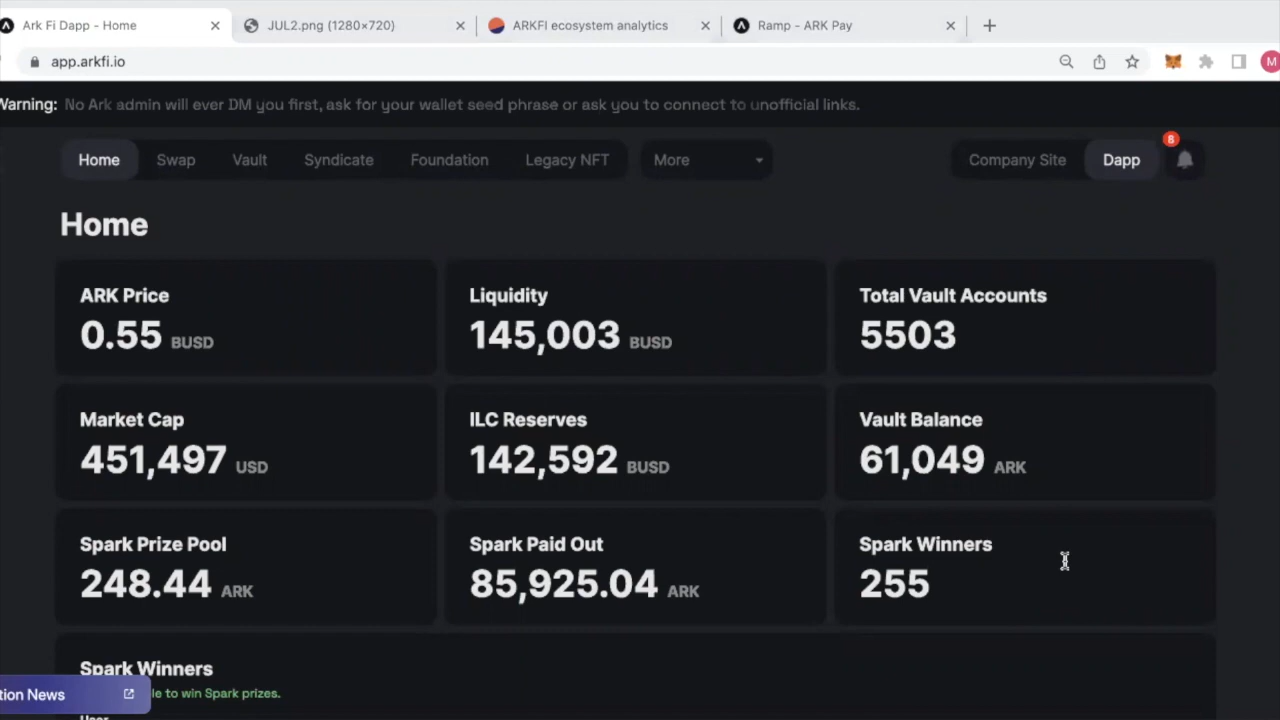 Ark Fi Dapp - Home
JUL2.png (1280×720)
ARKFI ecosystem analytics
Ramp - ARK Pay
app.arkfi.io
M
Warning: No Ark admin will ever DM you first, ask for your wallet seed phrase or ask you to connect to unofficial links.
Home Swap Vault Syndicate Foundation Legacy NFT More Company Site Dapp 8
Home
ARK Price
0.55 BUSD
Liquidity
145,003 BUSD
Total Vault Accounts
5503
Market Cap
451,497 USD
ILC Reserves
142,592 BUSD
Vault Balance
61,049 ARK
Spark Prize Pool
248.44 ARK
Spark Paid Out
85,925.04 ARK
Spark Winners
255
Spark Winners
le to win Spark prizes.
tion News
User